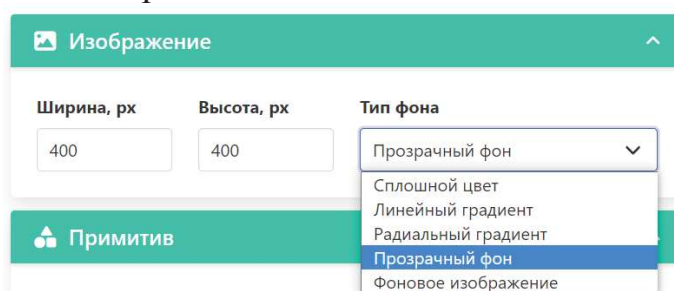 Изображение
Ширина, px Высота, px Тип фона
400 400 Прозрачный фон
Сплошной цвет
Линейный градиент
Радиальный градиент
Примитив
Прозрачный фон
Фоновое изображение